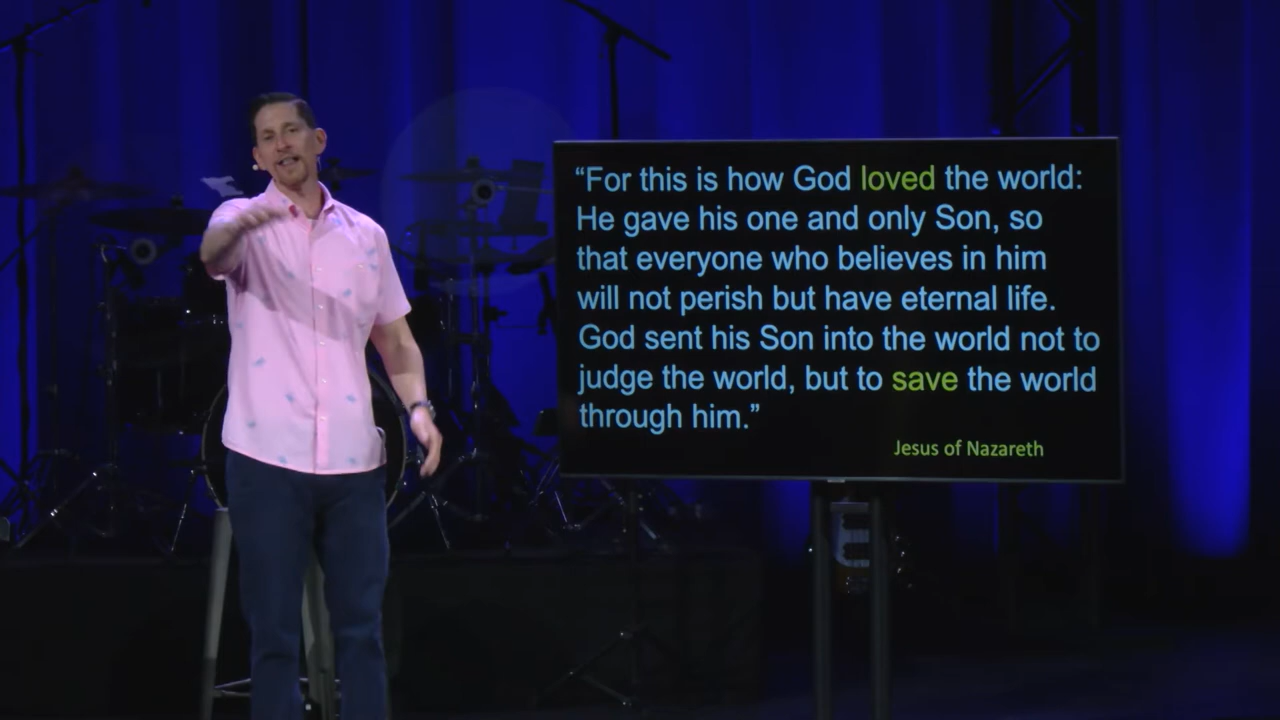 “For this is how God loved the world:
He gave his one and only Son, so
that everyone who believes in him
will not perish but have eternal life.
God sent his Son into the world not to
judge the world, but to save the world
through him.”
Jesus of Nazareth